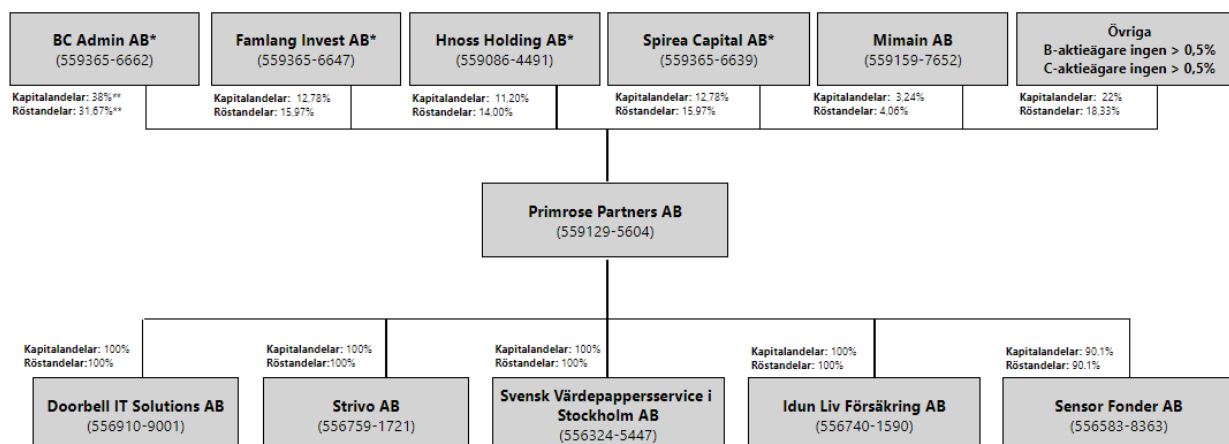 BC Admin AB*
(559365-6662)
Famlang Invest AB*
(559365-6647)
Hnoss Holding AB*
(559086-4491)
Spirea Capital AB*
(559365-6639)
Mimain AB
(559159-7652)
Övriga
B-aktieägare ingen > 0,5%
C-aktieägare ingen > 0,5%
Kapitalandelar: 38%**
Röstandelar: 31,67%**
Kapitalandelar: 12,78%
Röstandelar: 15,97%
Kapitalandelar: 11,20%
Röstandelar: 14,00%
Kapitalandelar: 12,78%
Röstandelar: 15,97%
Kapitalandelar: 3,24%
Röstandelar: 4,06%
Kapitalandelar: 22%
Röstandelar: 18,33%
Primrose Partners AB
(559129-5604)
Kapitalandelar: 100%
Röstandelar:100%
Kapitalandelar: 100%
Röstandelar:100%
Kapitalandelar: 100%
Röstandelar: 100%
Kapitalandelar: 100%
Röstandelar: 100%
Kapitalandelar: 90.1%
Röstandelar: 90.1%
Doorbell IT Solutions AB
(556910-9001)
Strivo AB
(556759-1721)
Svensk Värdepappersservice i
Stockholm AB
(556324-5447)
Idun Liv Försäkring AB
(556740-1590)
Sensor Fonder AB
(556583-8363)